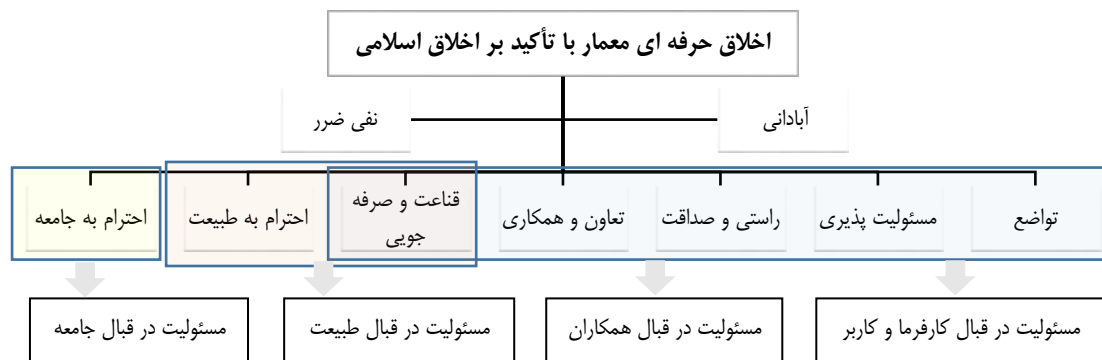 اخلاق حرفه ای معمار با تأکید بر اخلاق اسلامی
آبادانی
نفی ضرر
تواضع
مسئولیت پذیری
راستی و صداقت
تعاون و همکاری
قناعت و صرفه
جویی
احترام به طبیعت
احترام به جامعه
مسئولیت در قبال کارفرما و کاربر
مسئولیت در قبال همکاران
مسئولیت در قبال طبیعت
مسئولیت در قبال جامعه